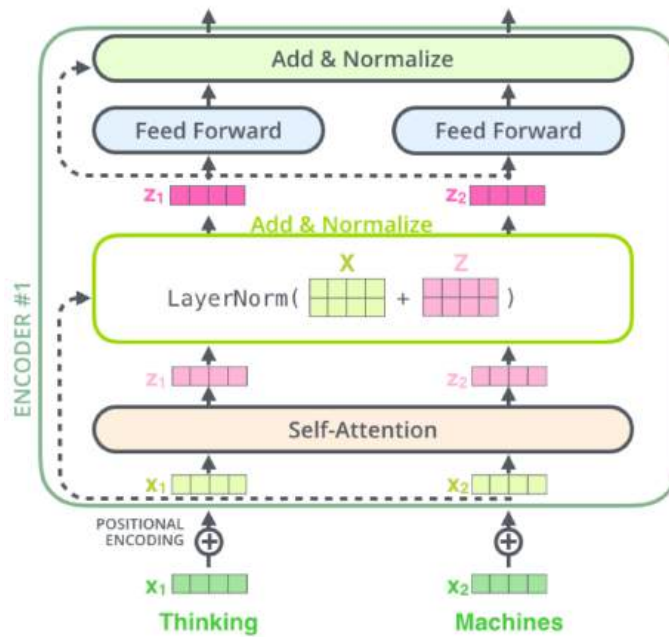 Add & Normalize
Feed Forward Feed Forward
z₁ z₂
Add & Normalize
X Z
LayerNorm( + )
z₁ z₂
Self-Attention
x₁ x₂
ENCODER #1
POSITIONAL
ENCODING
x₁ x₂
Thinking Machines